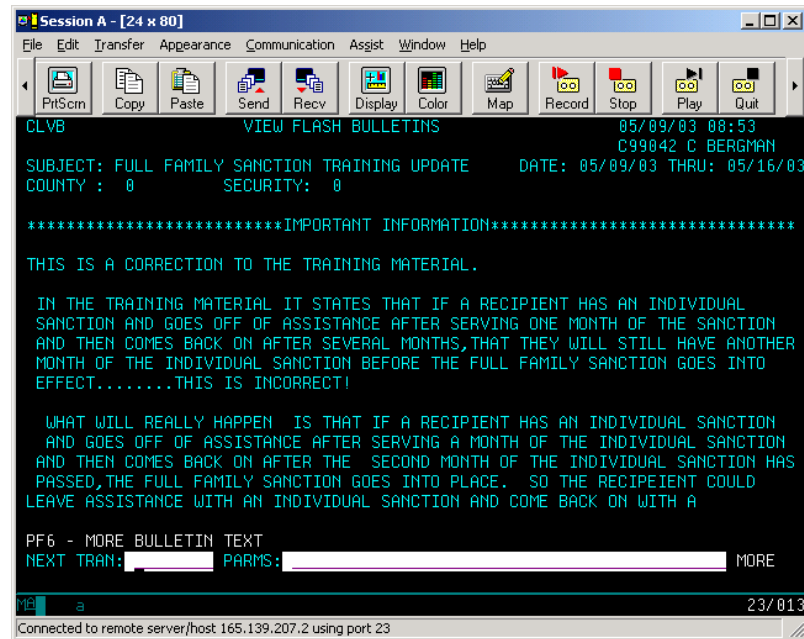 Session A - [24 x 80]
File Edit Transfer Appearance Communication Assist Window Help
PrtScrn Copy Paste Send Recv Display Color Map Record Stop Play Quit
CLVB VIEW FLASH BULLETINS 05/09/03 08:53
C99042 C BERGMAN
SUBJECT: FULL FAMILY SANCTION TRAINING UPDATE DATE: 05/09/03 THRU: 05/16/03
COUNTY : 0 SECURITY: 0
****************************IMPORTANT INFORMATION*******************************
THIS IS A CORRECTION TO THE TRAINING MATERIAL.
IN THE TRAINING MATERIAL IT STATES THAT IF A RECIPIENT HAS AN INDIVIDUAL
SANCTION AND GOES OFF OF ASSISTANCE AFTER SERVING ONE MONTH OF THE SANCTION
AND THEN COMES BACK ON AFTER SEVERAL MONTHS,THAT THEY WILL STILL HAVE ANOTHER
MONTH OF THE INDIVIDUAL SANCTION BEFORE THE FULL FAMILY SANCTION GOES INTO
EFFECT........THIS IS INCORRECT!
WHAT WILL REALLY HAPPEN IS THAT IF A RECIPIENT HAS AN INDIVIDUAL SANCTION
AND GOES OFF OF ASSISTANCE AFTER SERVING A MONTH OF THE INDIVIDUAL SANCTION
AND THEN COMES BACK ON AFTER THE SECOND MONTH OF THE INDIVIDUAL SANCTION HAS
PASSED,THE FULL FAMILY SANCTION GOES INTO PLACE. SO THE RECIPEIENT COULD
LEAVE ASSISTANCE WITH AN INDIVIDUAL SANCTION AND COME BACK ON WITH A
PF6 - MORE BULLETIN TEXT
NEXT TRAN: PARMS: MORE
MA a 23/013
Connected to remote server/host 165.139.207.2 using port 23